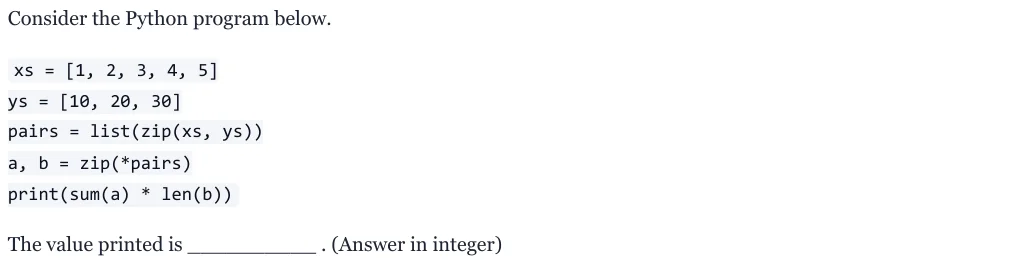 Consider the Python program below.
xs = [1, 2, 3, 4, 5]
ys = [10, 20, 30]
pairs = list(zip(xs, ys))
a, b = zip(*pairs)
print(sum(a) * len(b))
The value printed is ____________ . (Answer in integer)